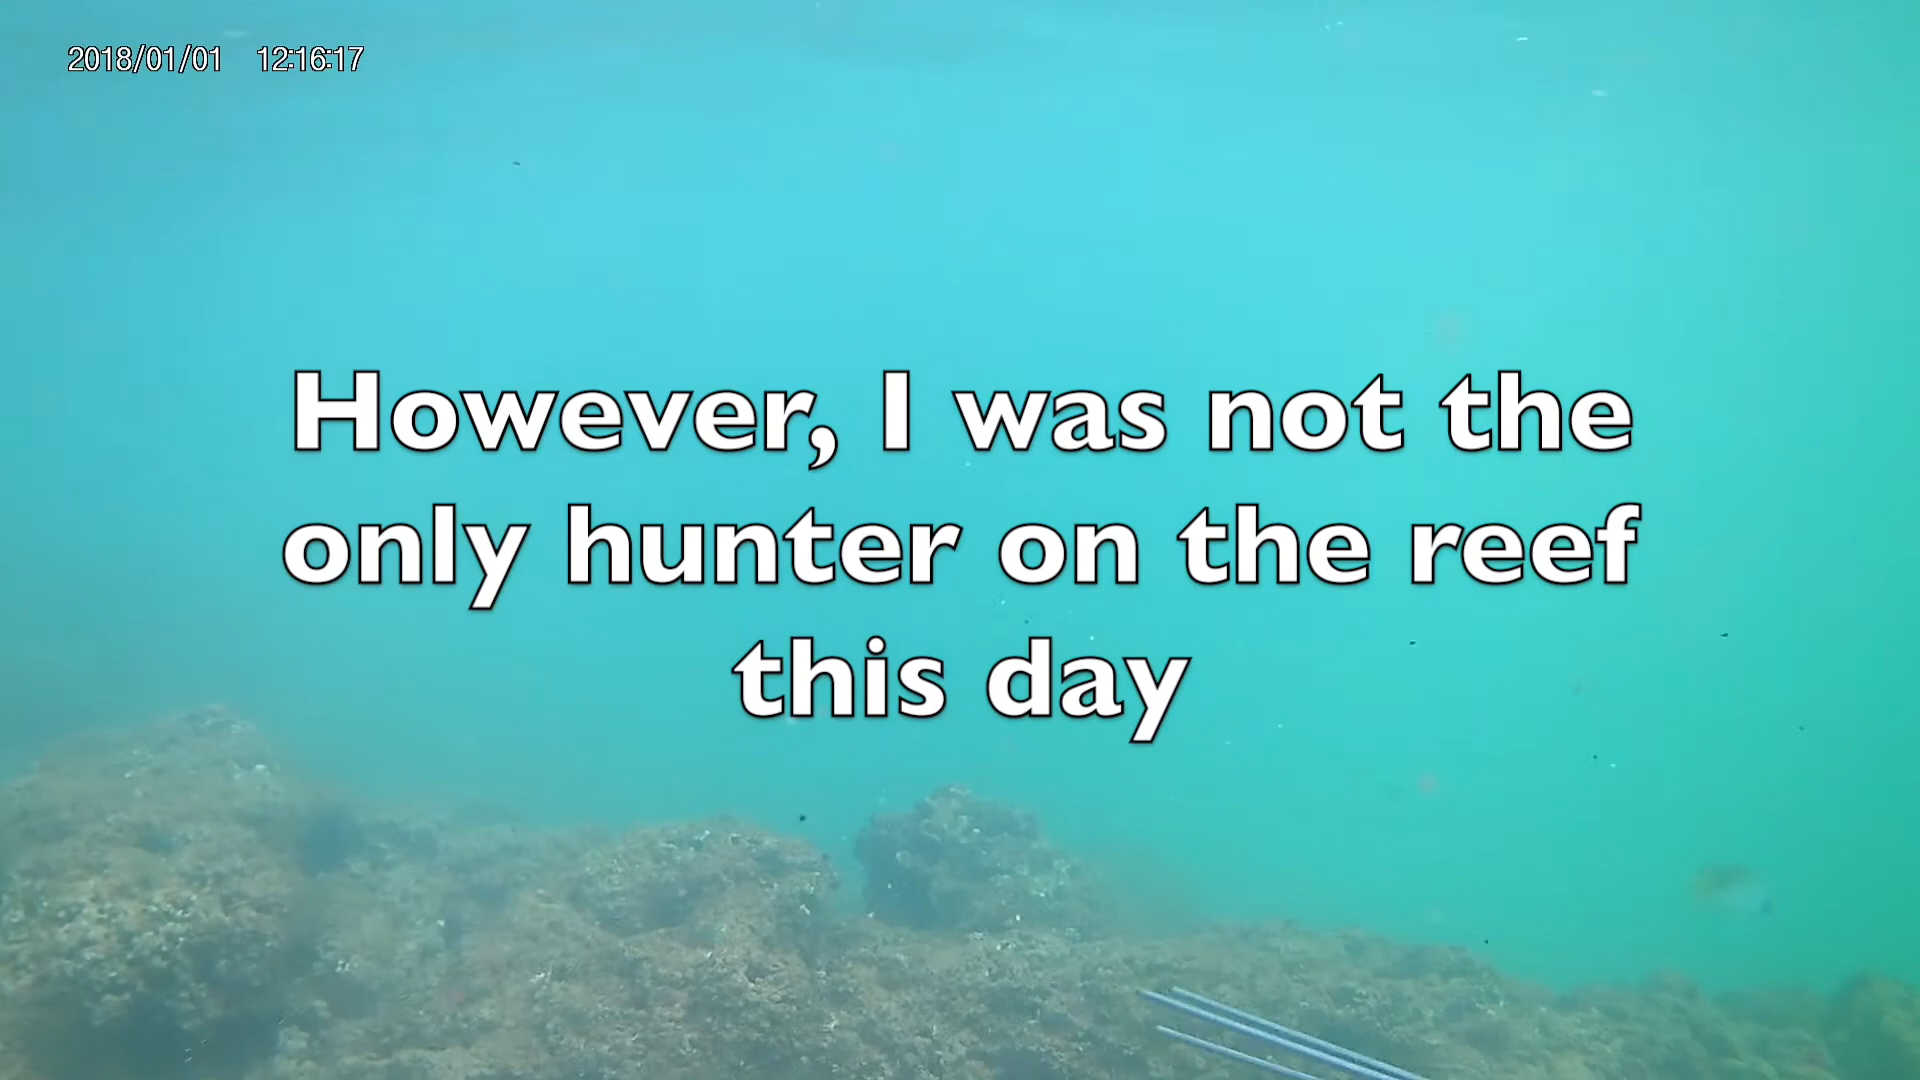 2018/01/01 12:16:17
However, I was not the
only hunter on the reef
this day